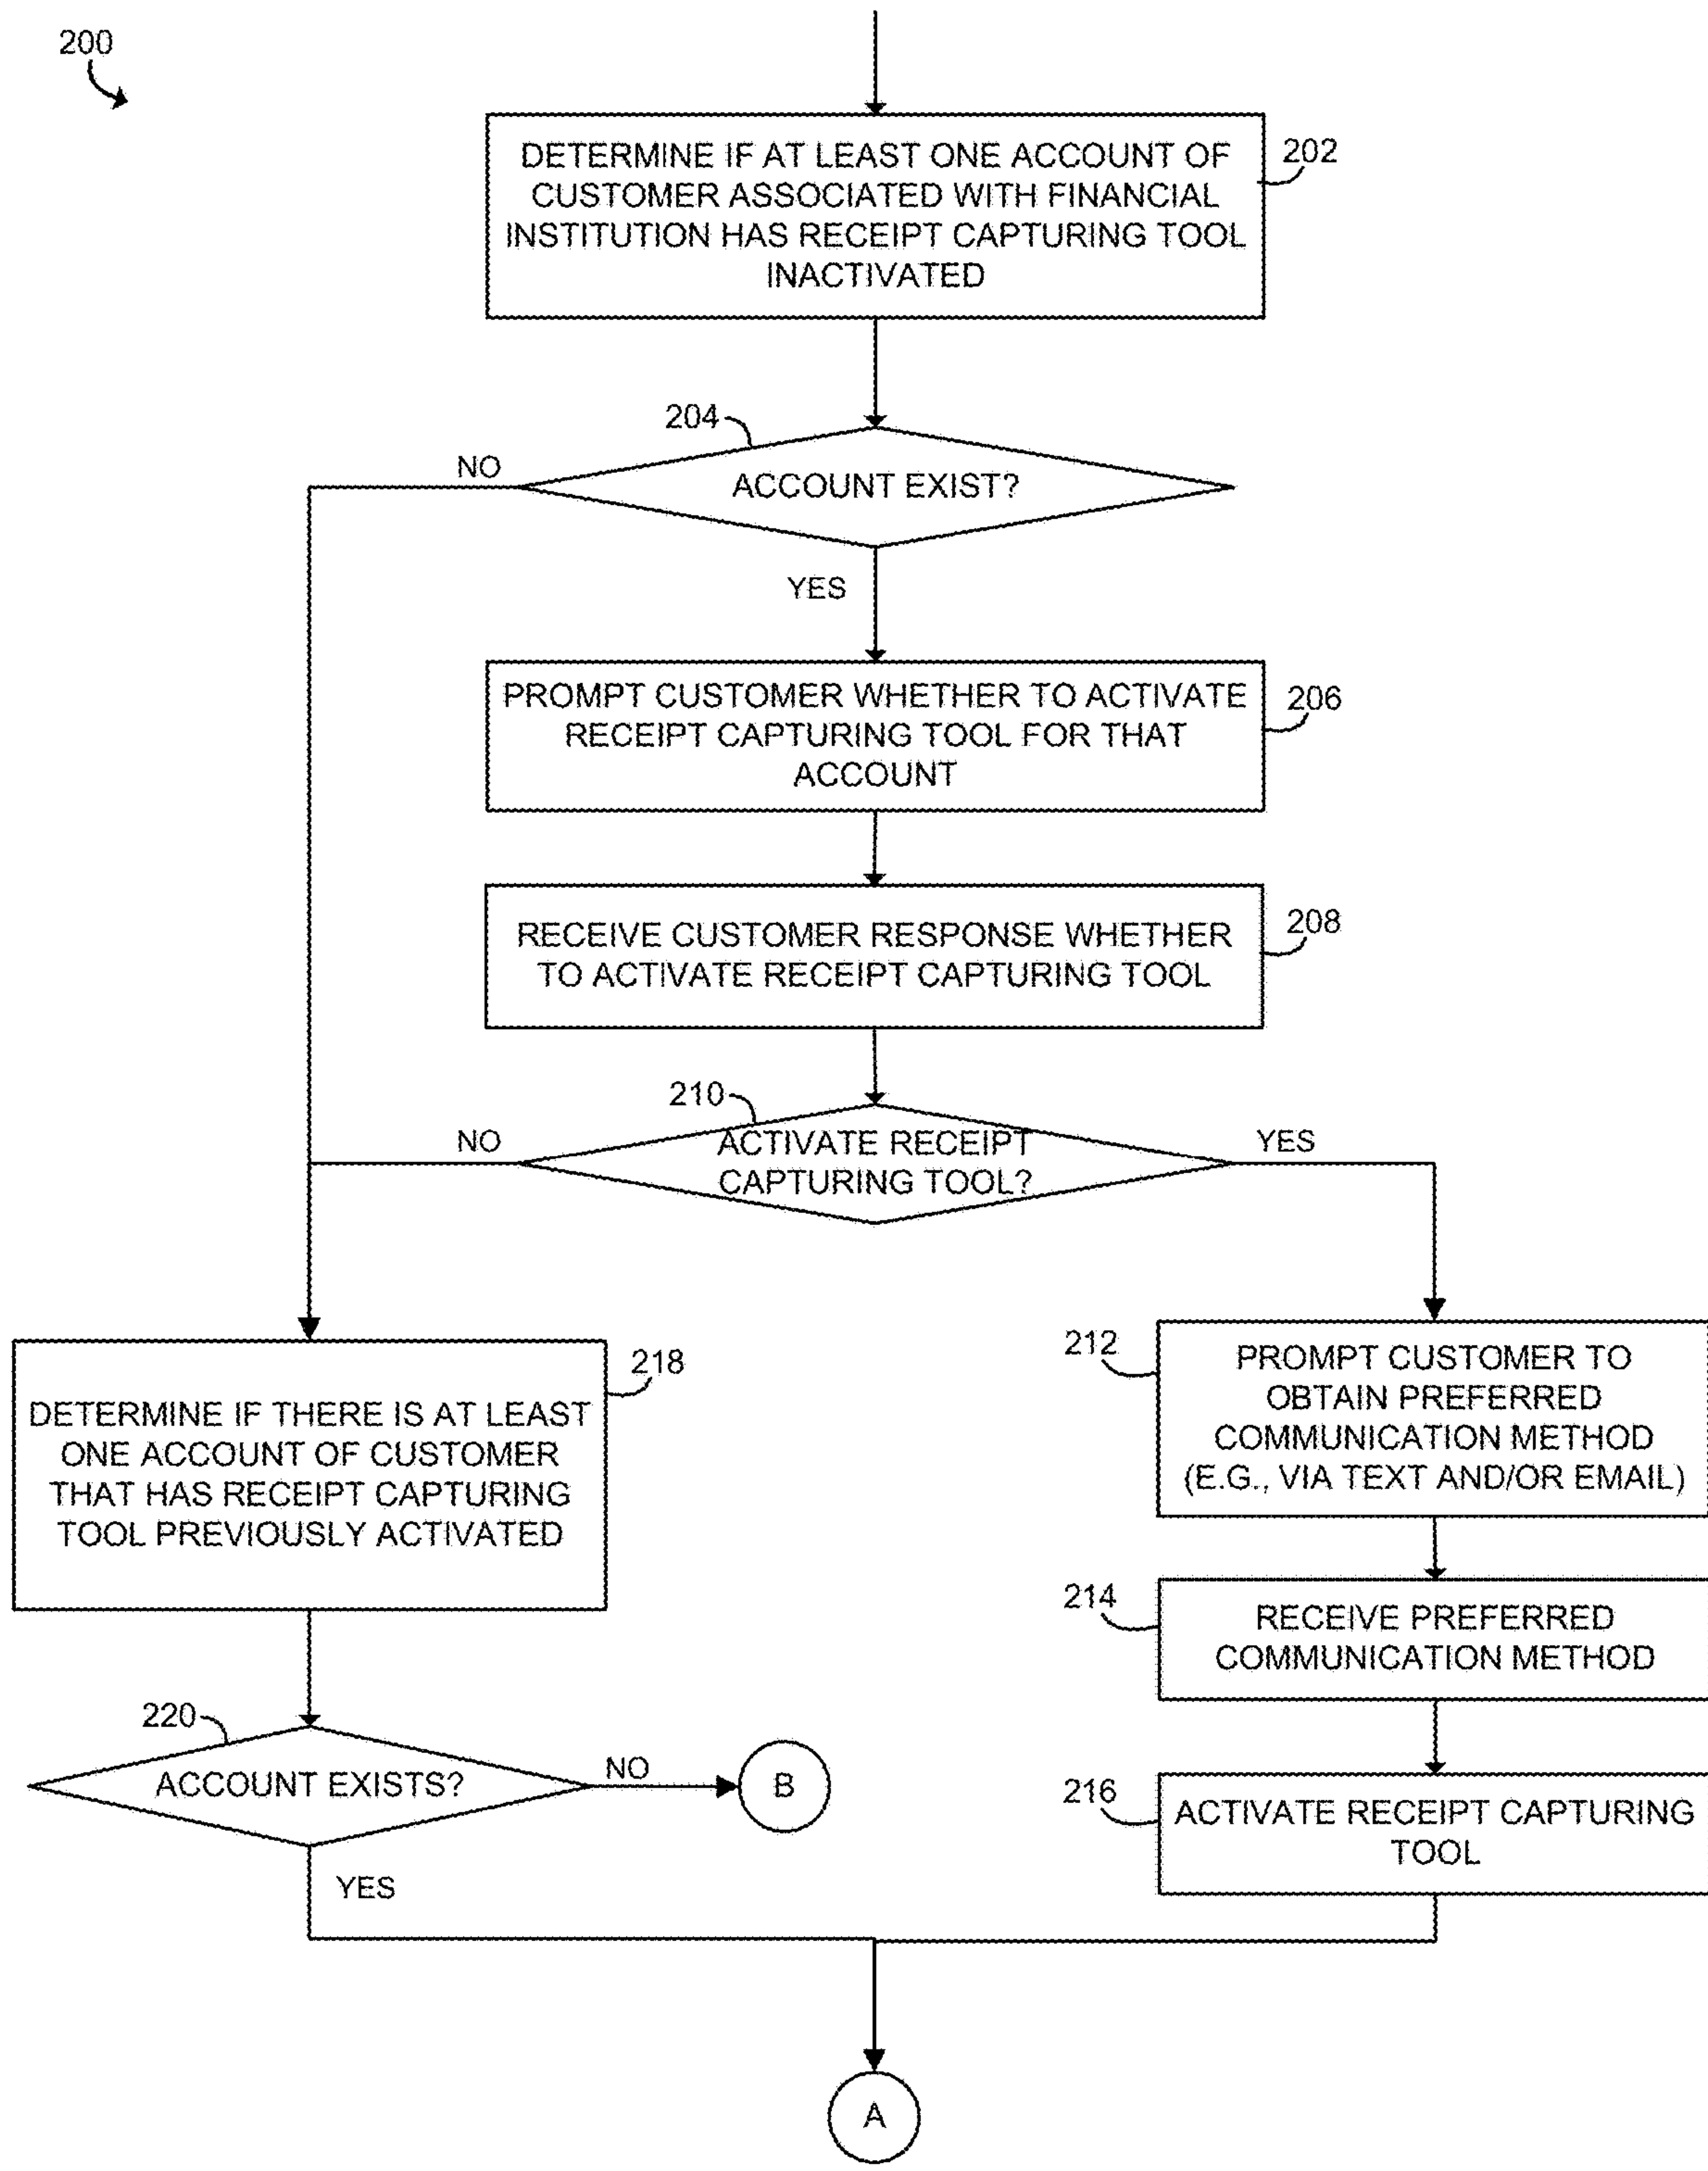 200
DETERMINE IF AT LEAST ONE ACCOUNT OF
CUSTOMER ASSOCIATED WITH FINANCIAL
INSTITUTION HAS RECEIPT CAPTURING TOOL
INACTIVATED
202
204
NO
ACCOUNT EXIST?
YES
PROMPT CUSTOMER WHETHER TO ACTIVATE
RECEIPT CAPTURING TOOL FOR THAT
ACCOUNT
206
RECEIVE CUSTOMER RESPONSE WHETHER
TO ACTIVATE RECEIPT CAPTURING TOOL
208
210
NO
ACTIVATE RECEIPT
CAPTURING TOOL?
YES
218
DETERMINE IF THERE IS AT LEAST
ONE ACCOUNT OF CUSTOMER
THAT HAS RECEIPT CAPTURING
TOOL PREVIOUSLY ACTIVATED
212
PROMPT CUSTOMER TO
OBTAIN PREFERRED
COMMUNICATION METHOD
(E.G., VIA TEXT AND/OR EMAIL)
214
RECEIVE PREFERRED
COMMUNICATION METHOD
220
ACCOUNT EXISTS?
NO
B
YES
216
ACTIVATE RECEIPT CAPTURING
TOOL
A